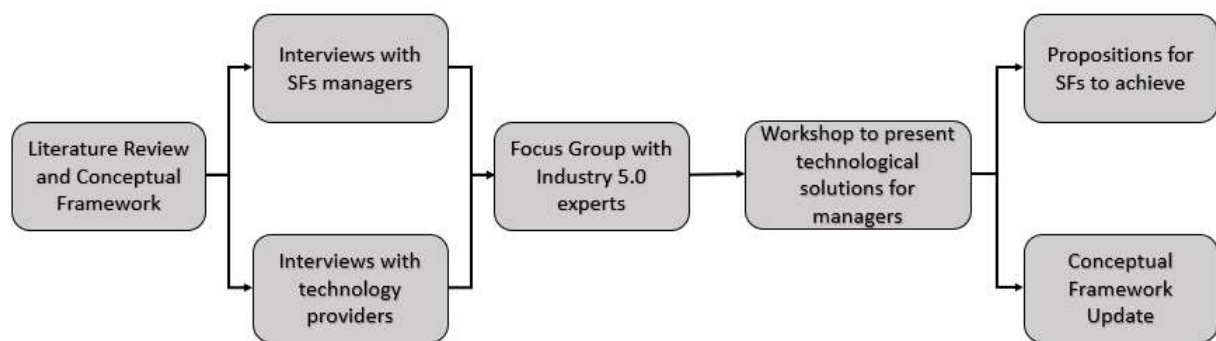 Literature Review
and Conceptual
Framework
Interviews with
SFs managers
Interviews with
technology
providers
Focus Group with
Industry 5.0
experts
Workshop to present
technological
solutions for
managers
Propositions for
SFs to achieve
Conceptual
Framework
Update